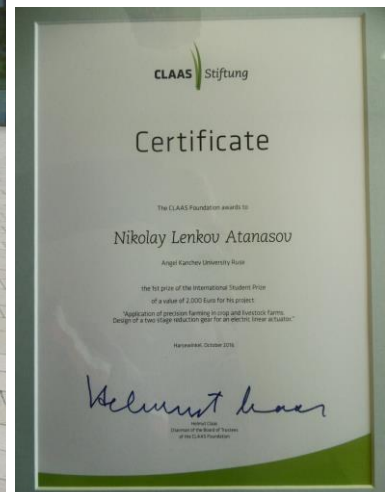 CLAAS Stiftung
Certificate
The CLAAS Foundation awards to
Nikolay Lenkov Atanasov
Angel Kanchev University Ruse
the 1st prize of the International Student Prize
of a value of 2,000 Euro for his project
"Application of precision farming in crop and livestock farms.
Design of a two stage reduction gear for an electric linear actuator."
Harsewinkel, October 2016
Helmut Claas
Helmut Claas
Chairman of the Board of Trustees
of the CLAAS Foundation